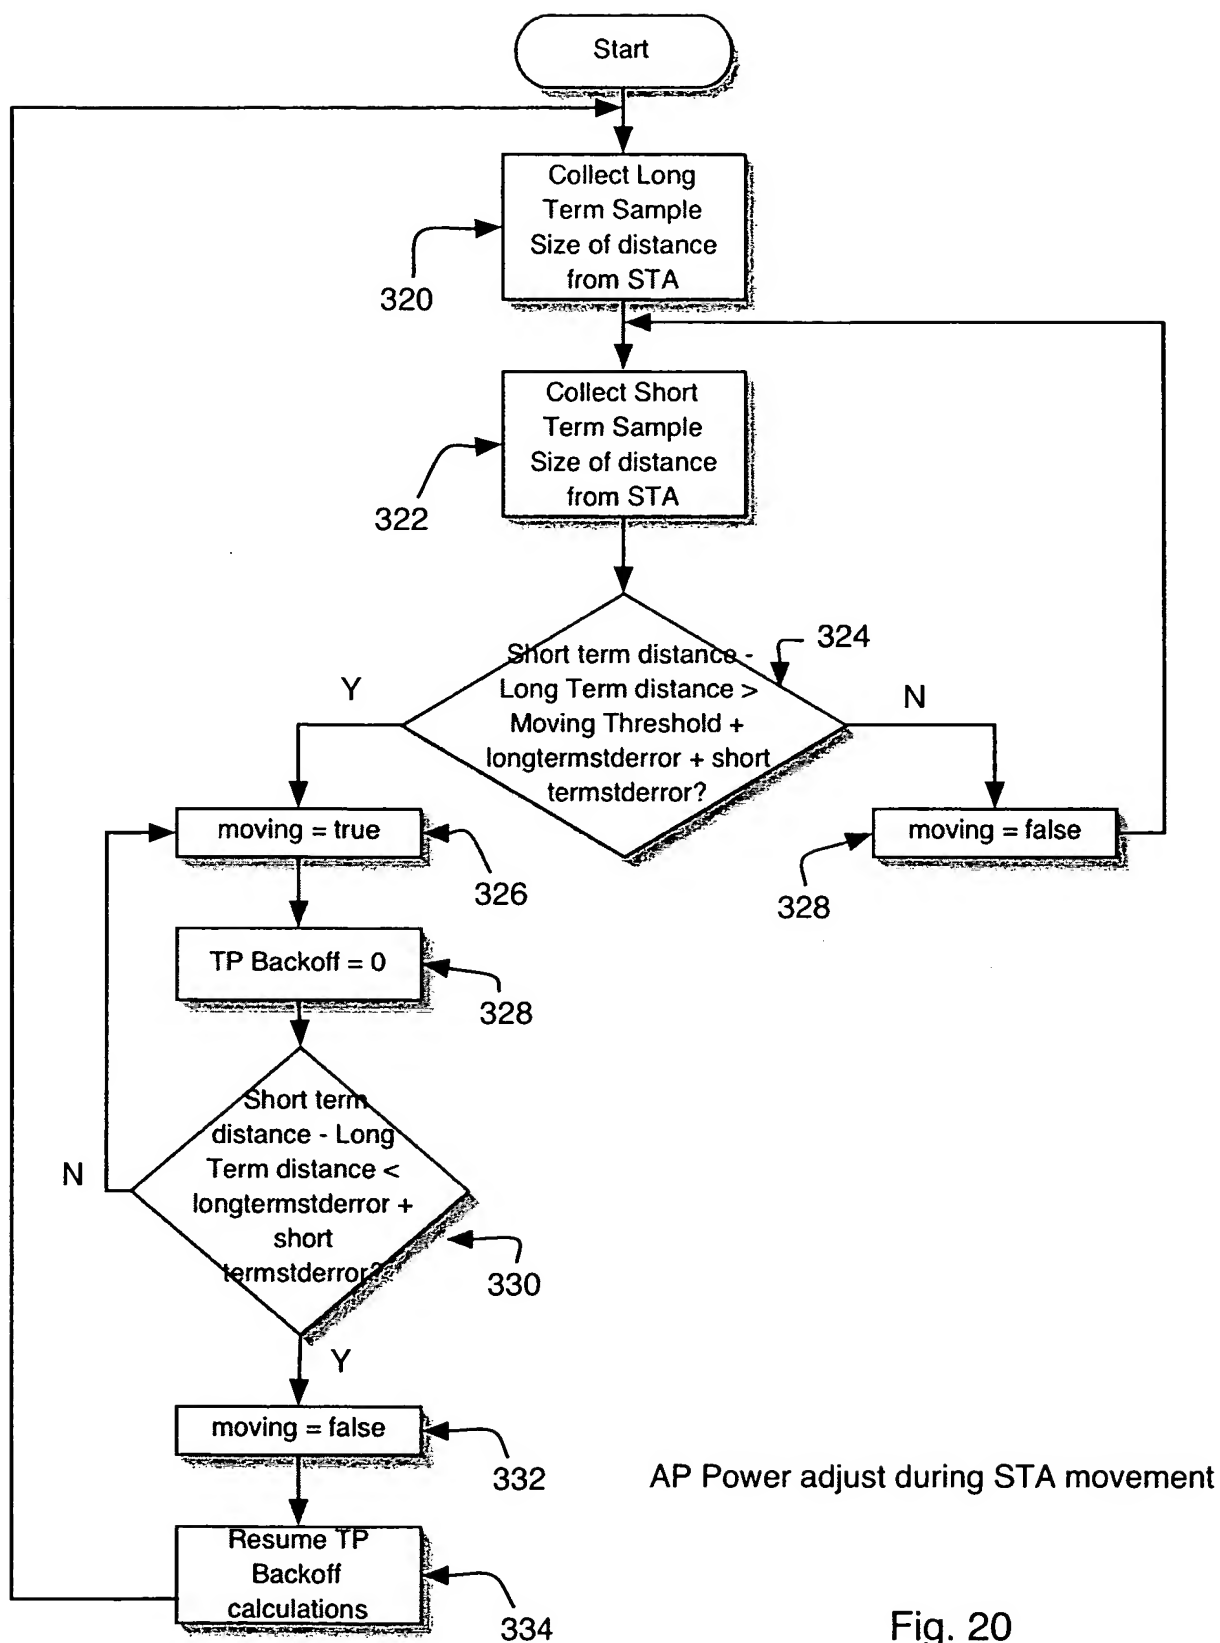 Start
Collect Long
Term Sample
Size of distance
from STA
320
Collect Short
Term Sample
Size of distance
from STA
322
Short term distance -
Long Term distance >
Moving Threshold +
longtermstderror + short
termstderror?
324
Y
N
moving = true
326
moving = false
328
TP Backoff = 0
328
Short term
distance - Long
Term distance <
longtermstderror +
short
termstderror?
330
N
Y
moving = false
332
AP Power adjust during STA movement
Resume TP
Backoff
calculations
334
Fig. 20